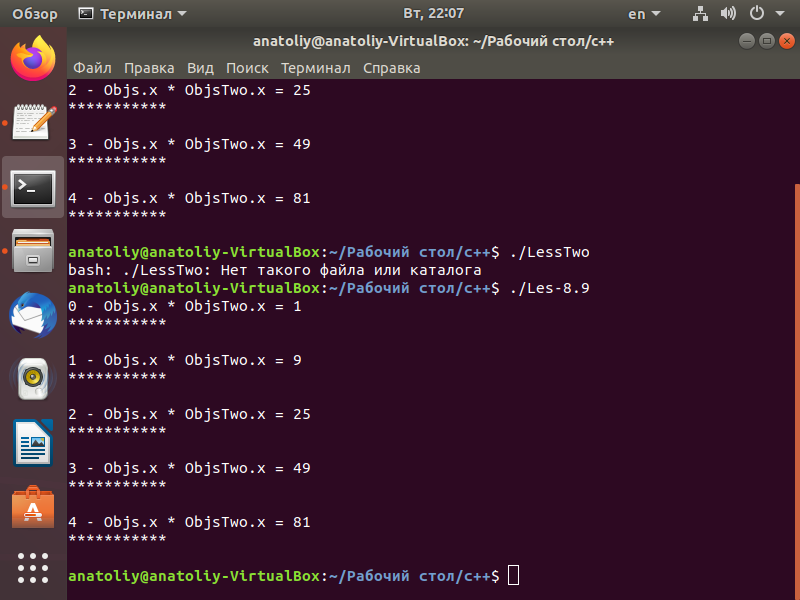 Обзор Терминал Вт, 22:07 en
anatoliy@anatoliy-VirtualBox: ~/Рабочий стол/c++
Файл Правка Вид Поиск Терминал Справка
2 - Objs.x * ObjsTwo.x = 25
***********
3 - Objs.x * ObjsTwo.x = 49
***********
4 - Objs.x * ObjsTwo.x = 81
***********
anatoliy@anatoliy-VirtualBox:~/Рабочий стол/c++$ ./LessTwo
bash: ./LessTwo: Нет такого файла или каталога
anatoliy@anatoliy-VirtualBox:~/Рабочий стол/c++$ ./Les-8.9
0 - Objs.x * ObjsTwo.x = 1
***********
1 - Objs.x * ObjsTwo.x = 9
***********
2 - Objs.x * ObjsTwo.x = 25
***********
3 - Objs.x * ObjsTwo.x = 49
***********
4 - Objs.x * ObjsTwo.x = 81
***********
anatoliy@anatoliy-VirtualBox:~/Рабочий стол/c++$